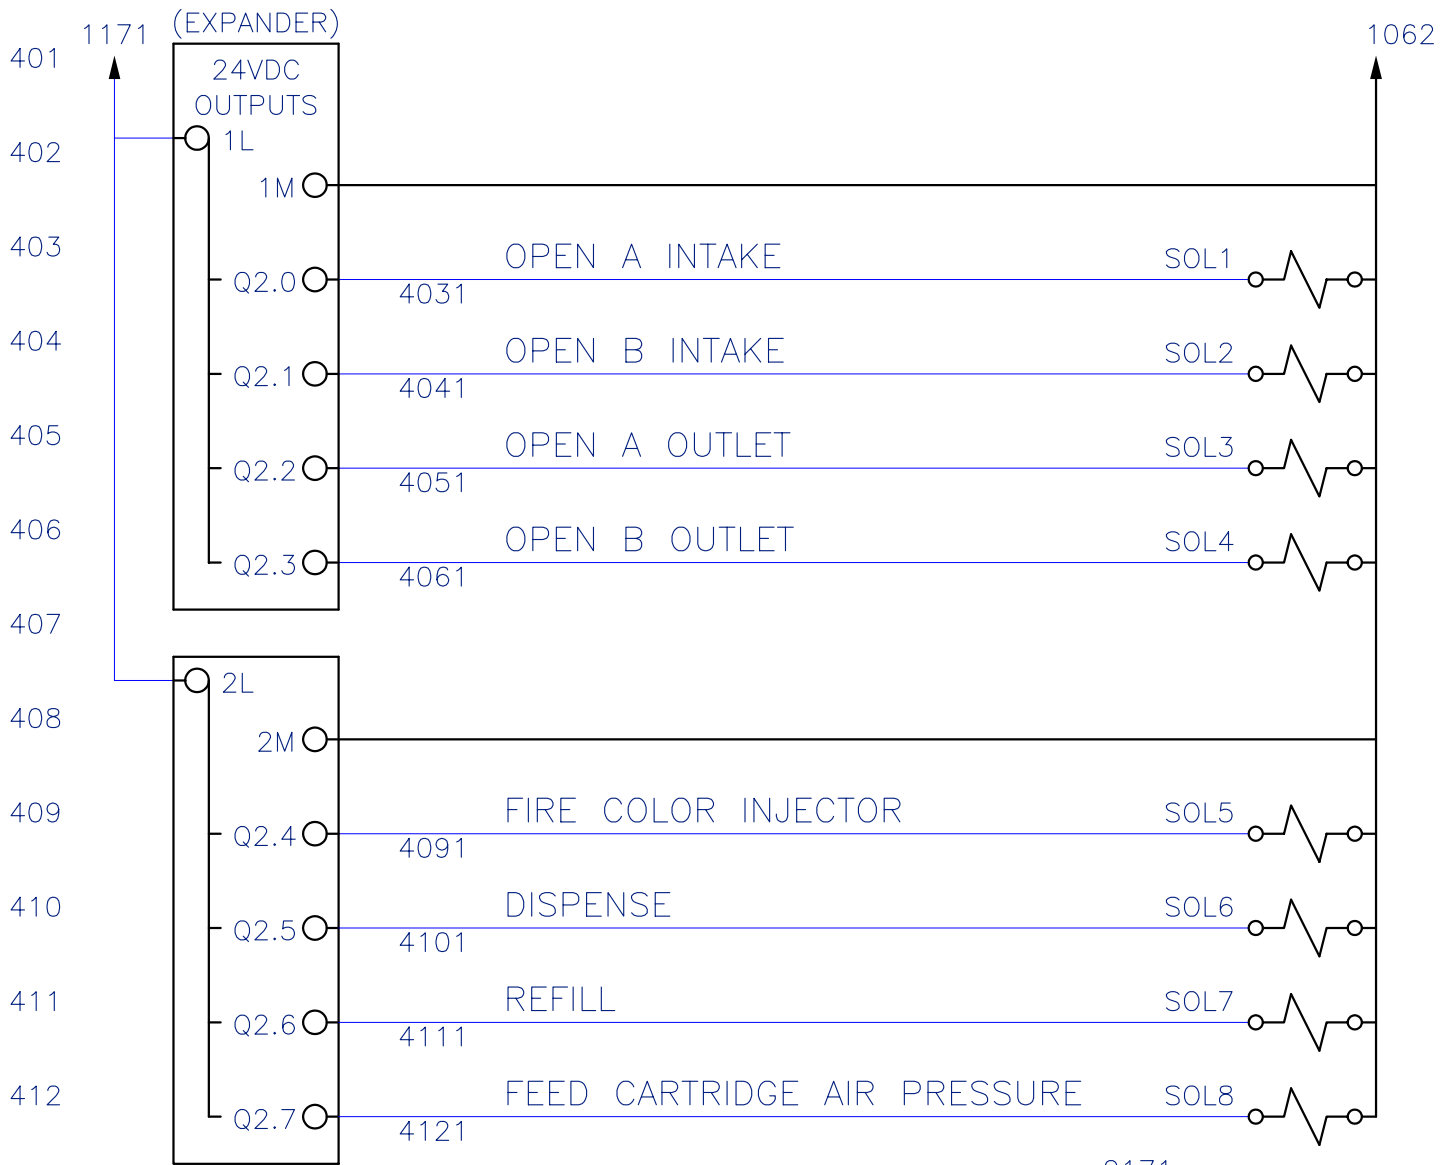 (EXPANDER)
1171 1062
401 24VDC
OUTPUTS
402 1L
1M
403 OPEN A INTAKE SOL1
Q2.0 4031
404 OPEN B INTAKE SOL2
Q2.1 4041
405 OPEN A OUTLET SOL3
Q2.2 4051
406 OPEN B OUTLET SOL4
Q2.3 4061
407
2L
408
2M
409 FIRE COLOR INJECTOR SOL5
Q2.4 4091
410 DISPENSE SOL6
Q2.5 4101
411 REFILL SOL7
Q2.6 4111
412 FEED CARTRIDGE AIR PRESSURE SOL8
Q2.7 4121